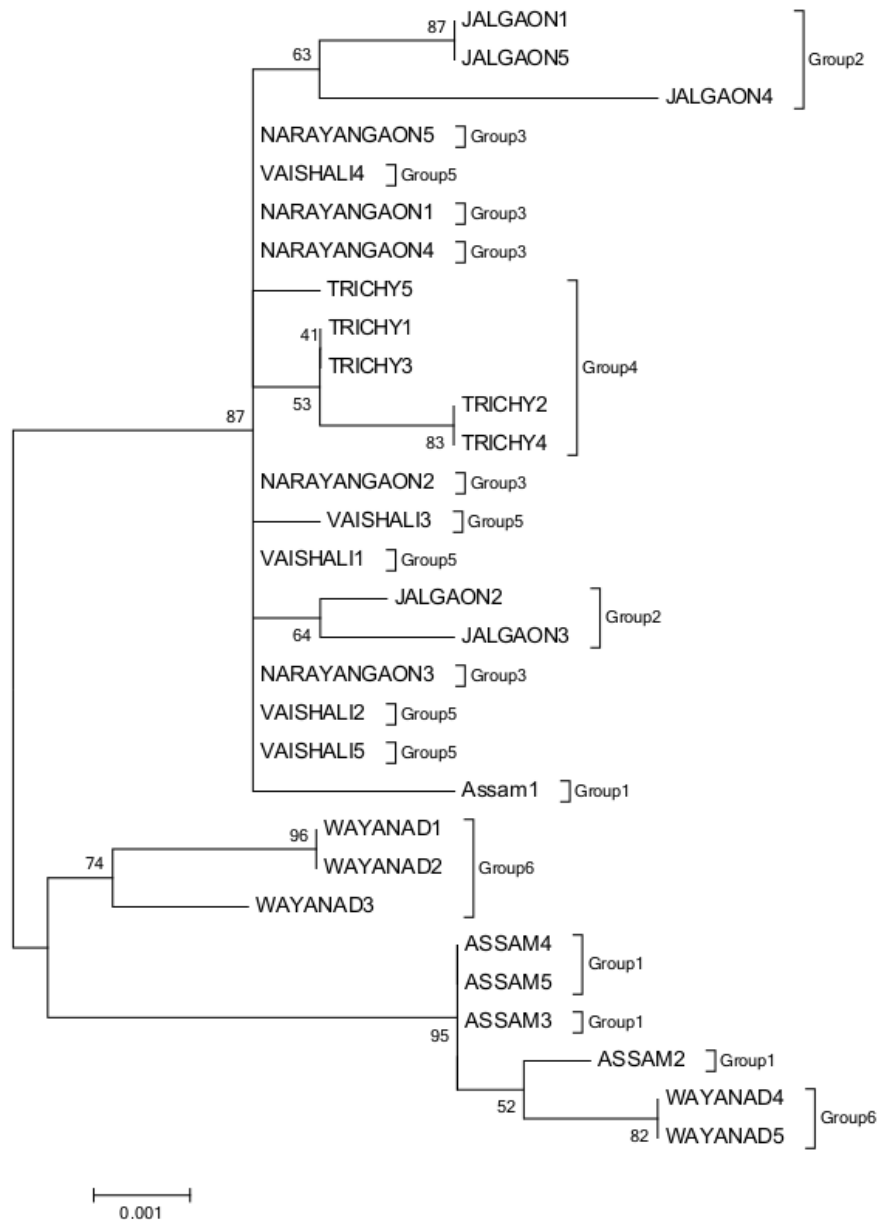 JALGAON1
87
JALGAON5
63
Group2
JALGAON4
NARAYANGAON5 Group3
VAISHALI4 Group5
NARAYANGAON1 Group3
NARAYANGAON4 Group3
TRICHY5
TRICHY1
41
TRICHY3
Group4
53
TRICHY2
87
83
TRICHY4
NARAYANGAON2 Group3
VAISHALI3 Group5
VAISHALI1 Group5
JALGAON2
Group2
64
JALGAON3
NARAYANGAON3 Group3
VAISHALI2 Group5
VAISHALI5 Group5
Assam1 Group1
WAYANAD1
96
74
WAYANAD2
Group6
WAYANAD3
ASSAM4
Group1
ASSAM5
ASSAM3 Group1
95
ASSAM2 Group1
WAYANAD4
52
Group6
82
WAYANAD5
0.001